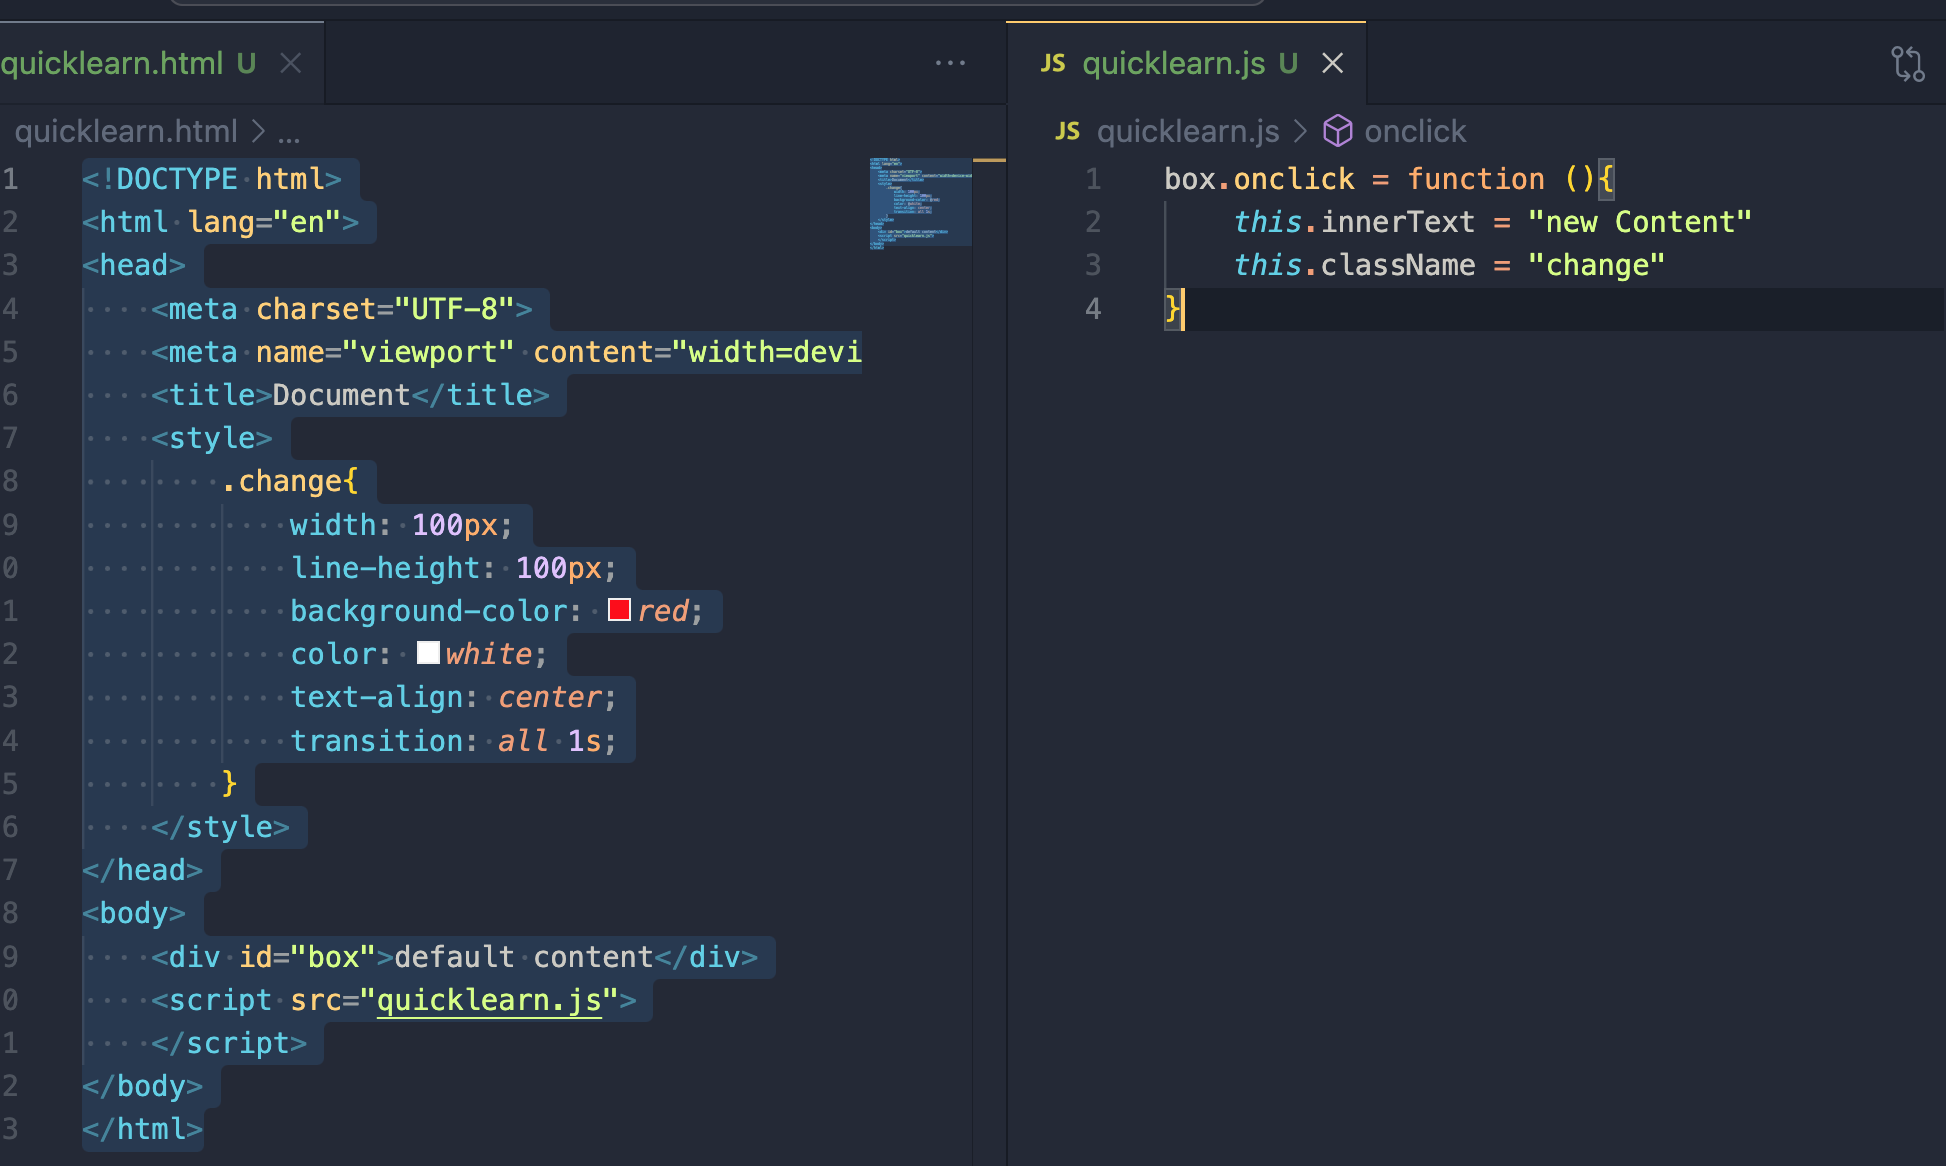 quicklearn.html U
quicklearn.html > ...
1 <!DOCTYPE html>
2 <html lang="en">
3 <head>
4     <meta charset="UTF-8">
5     <meta name="viewport" content="width=devi
6     <title>Document</title>
7     <style>
8         .change{
9             width: 100px;
0             line-height: 100px;
1             background-color: red;
2             color: white;
3             text-align: center;
4             transition: all 1s;
5         }
6     </style>
7 </head>
8 <body>
9     <div id="box">default content</div>
0     <script src="quicklearn.js">
1     </script>
2 </body>
3 </html>
JS quicklearn.js U
JS quicklearn.js > onclick
1 box.onclick = function (){
2     this.innerText = "new Content"
3     this.className = "change"
4 }